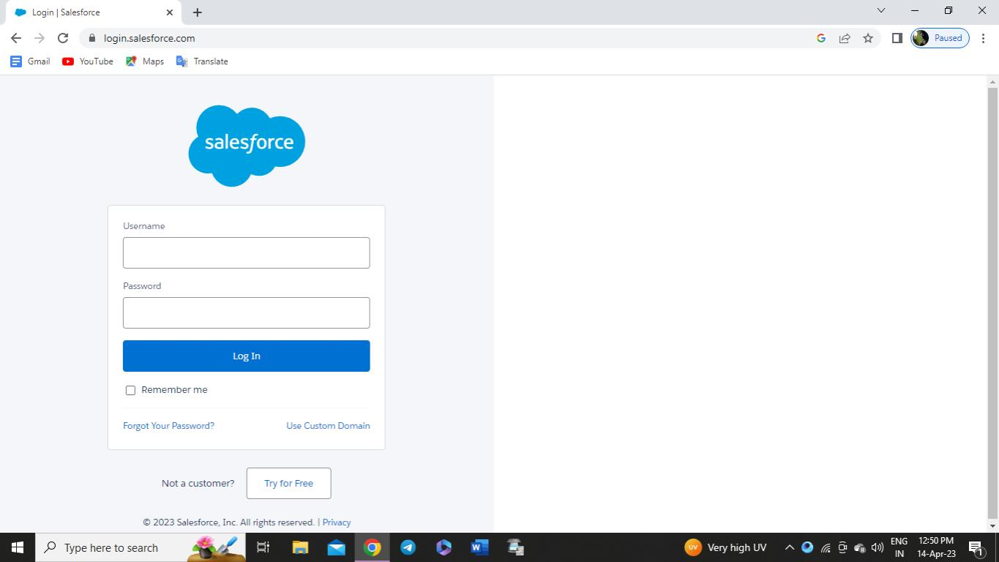 Login | Salesforce
login.salesforce.com
Paused
Gmail
YouTube
Maps
Translate
salesforce
Username
Password
Log In
Remember me
Forgot Your Password?
Use Custom Domain
Not a customer?
Try for Free
© 2023 Salesforce, Inc. All rights reserved. | Privacy
Type here to search
UV
Very high UV
ENG
IN
12:50 PM
14-Apr-23
1